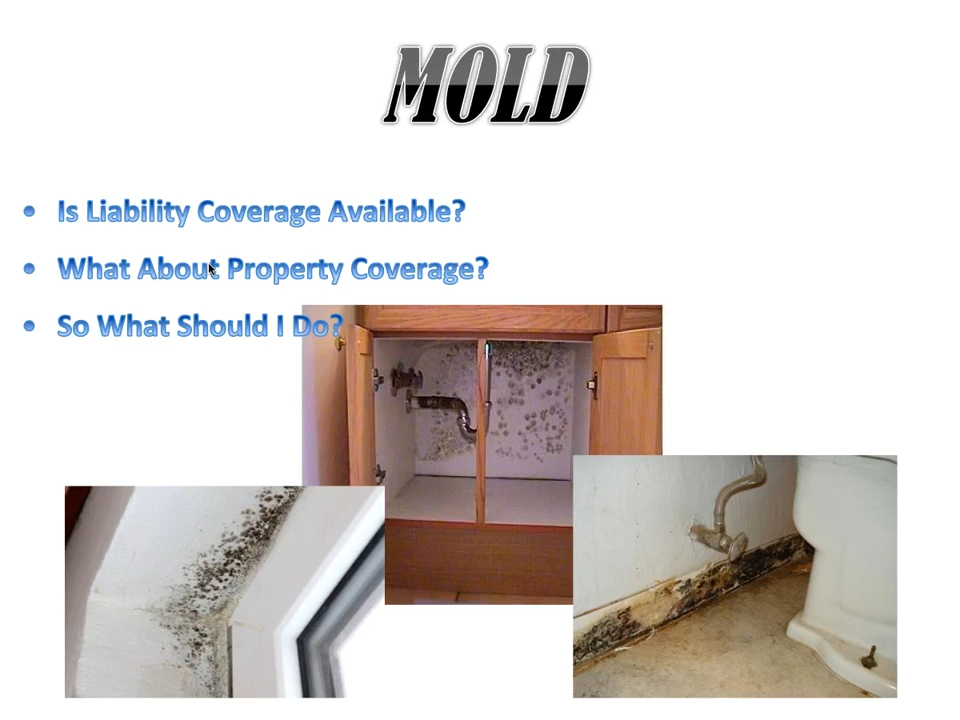 MOLD
• Is Liability Coverage Available?
• What About Property Coverage?
• So What Should I Do?